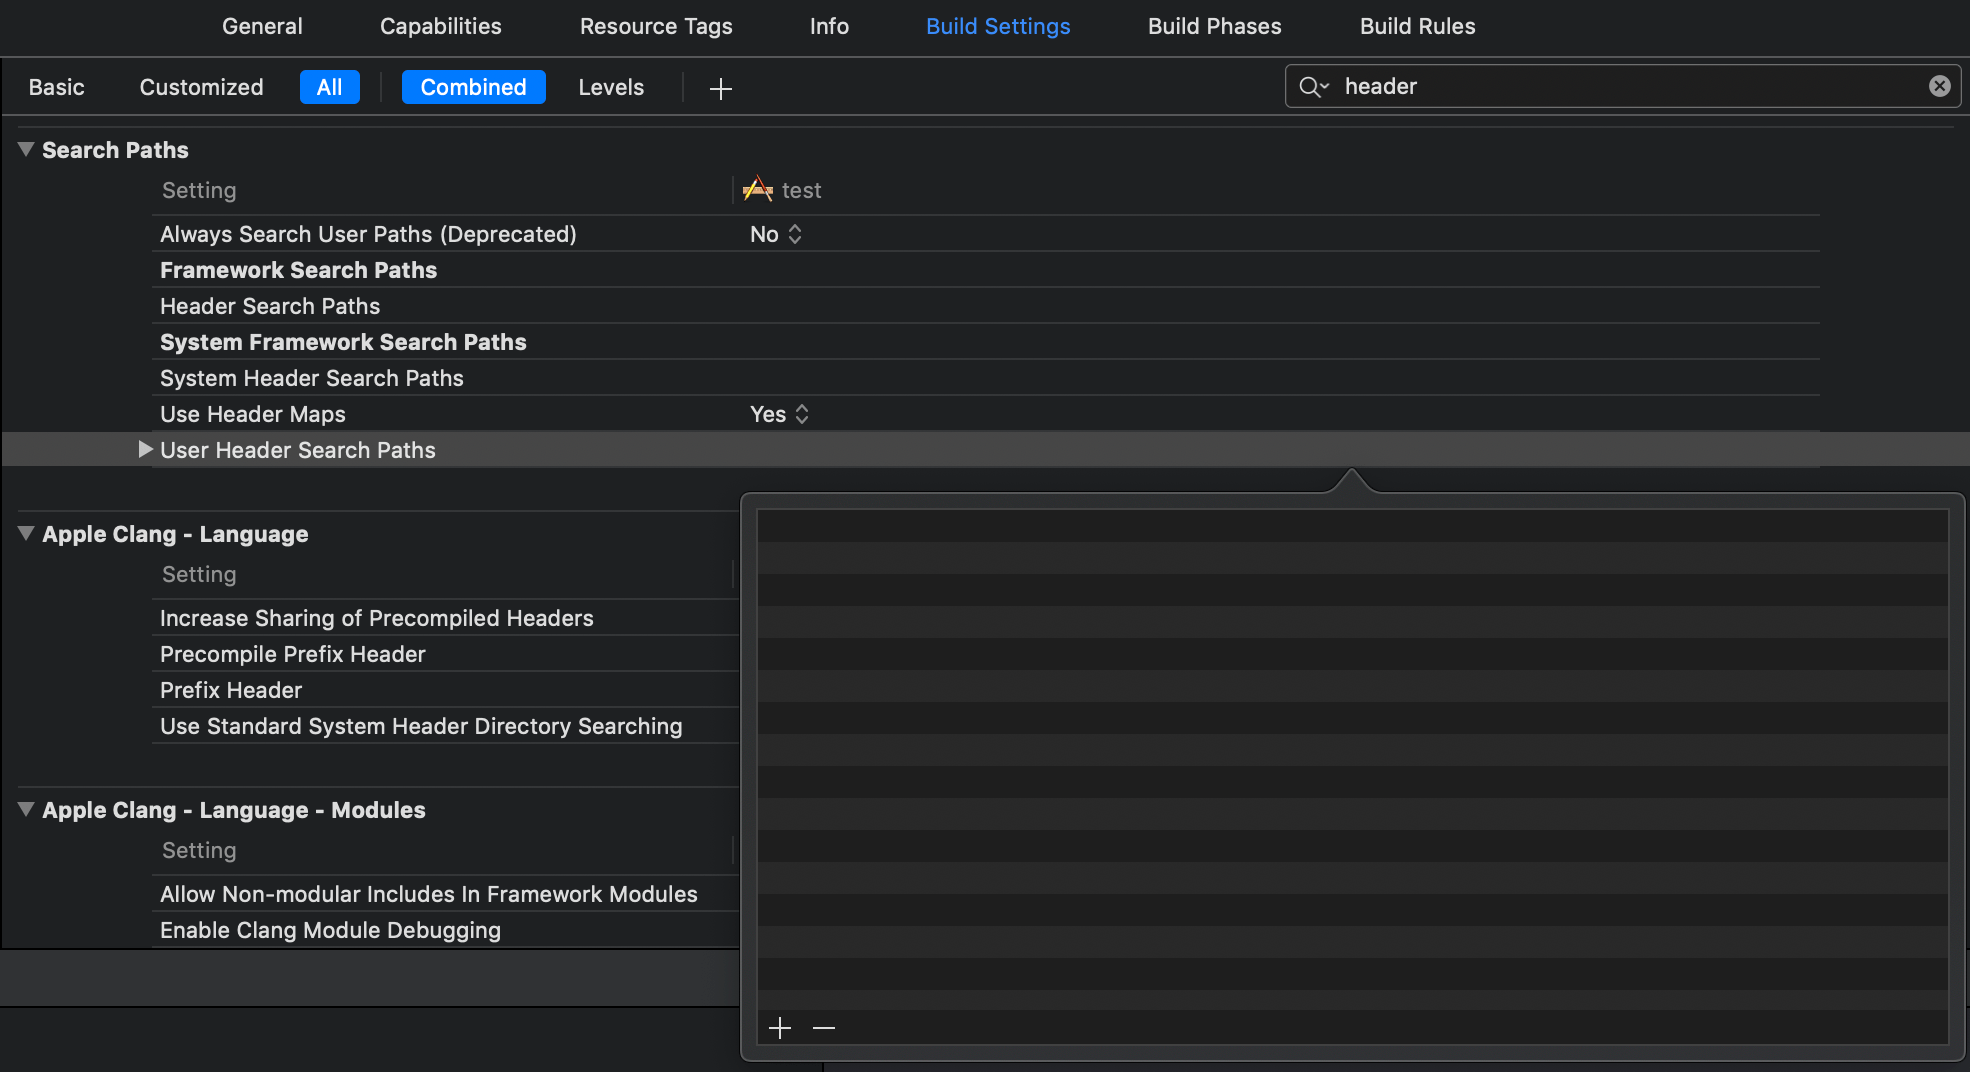 General Capabilities Resource Tags Info Build Settings Build Phases Build Rules
Basic Customized All Combined Levels header
Search Paths
Setting test
Always Search User Paths (Deprecated) No
Framework Search Paths
Header Search Paths
System Framework Search Paths
System Header Search Paths
Use Header Maps Yes
User Header Search Paths
Apple Clang - Language
Setting
Increase Sharing of Precompiled Headers
Precompile Prefix Header
Prefix Header
Use Standard System Header Directory Searching
Apple Clang - Language - Modules
Setting
Allow Non-modular Includes In Framework Modules
Enable Clang Module Debugging